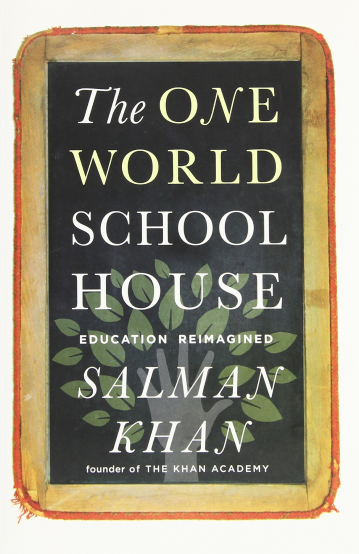 The ONE
WORLD
SCHOOL
HOUSE
EDUCATION REIMAGINED
SALMAN
KHAN
founder of THE KHAN ACADEMY